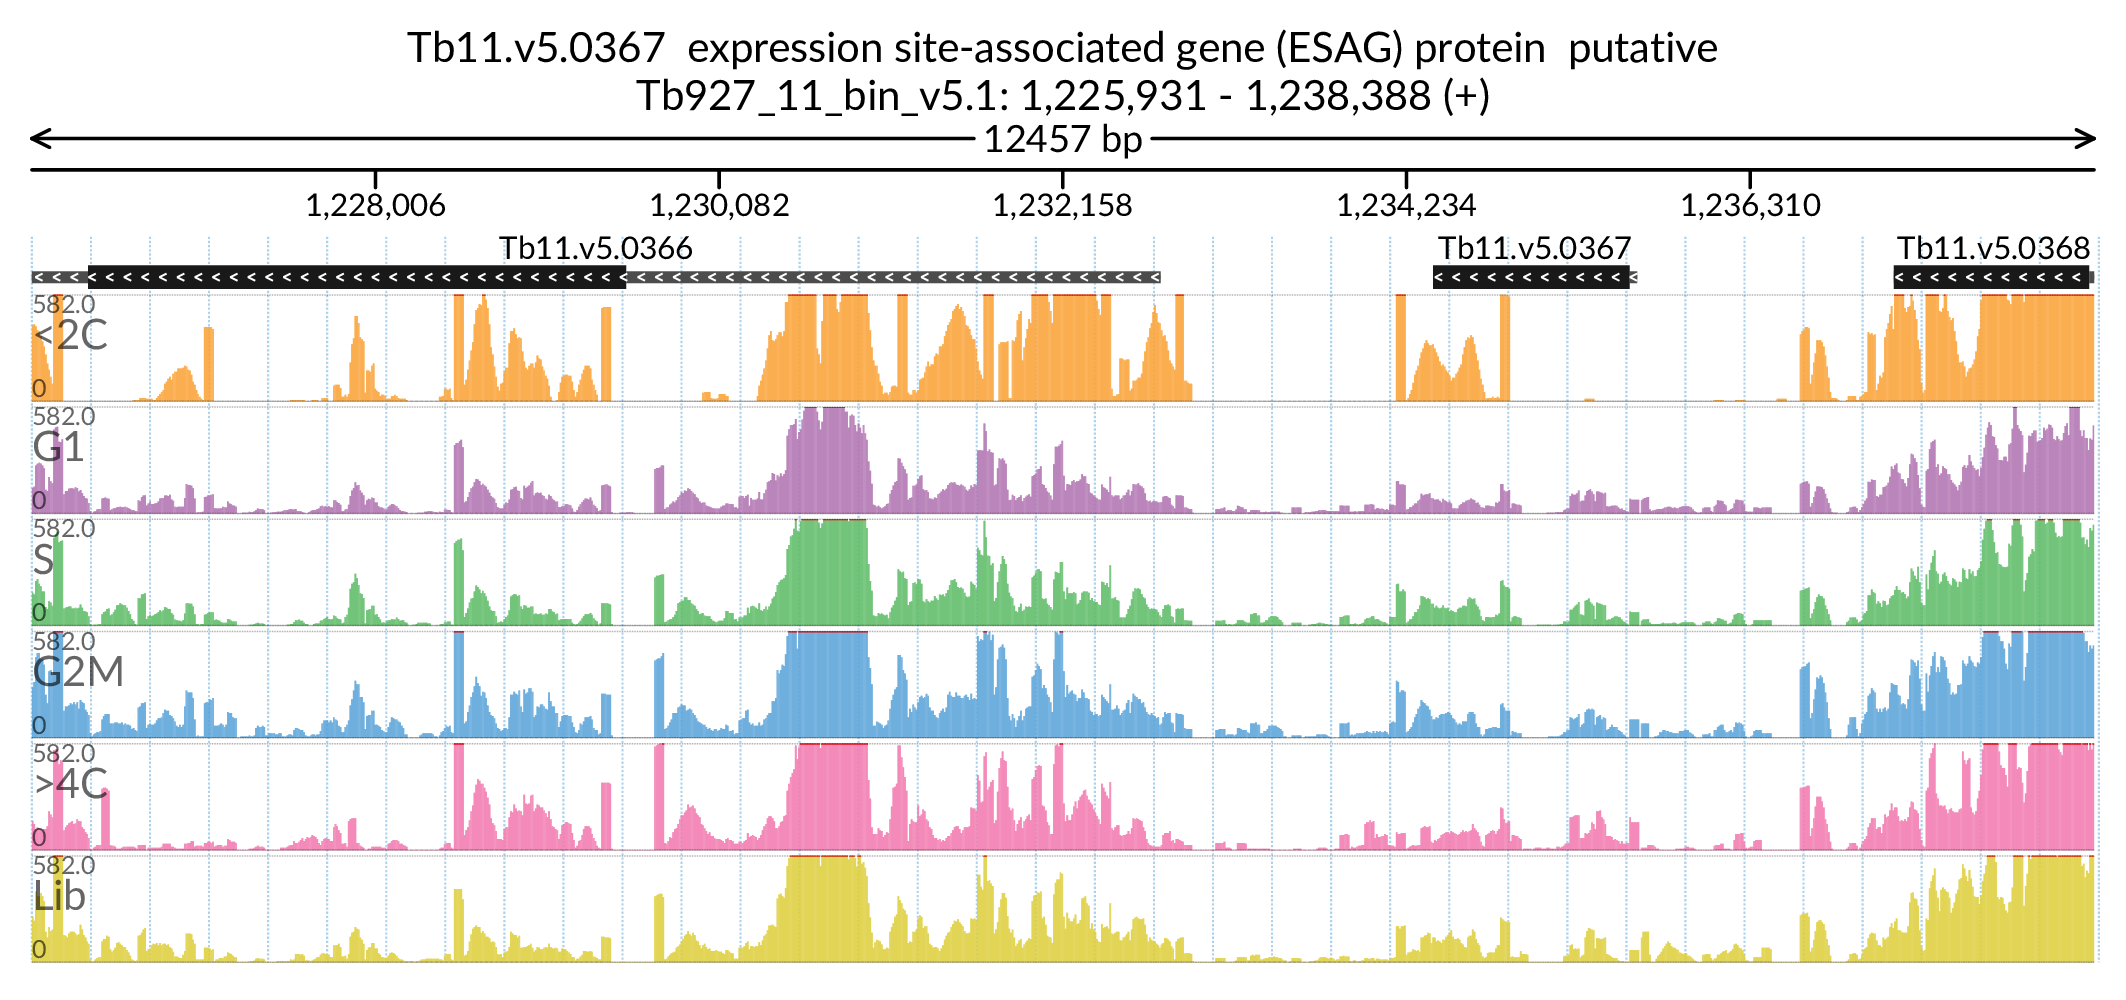 Tb11.v5.0367 expression site-associated gene (ESAG) protein putative
Tb927_11_bin_v5.1: 1,225,931 - 1,238,388 (+)
12457 bp
1,228,006 1,230,082 1,232,158 1,234,234 1,236,310
Tb11.v5.0366 Tb11.v5.0367 Tb11.v5.0368
582.0
<2C
0
582.0
G1
0
582.0
S
0
582.0
G2M
0
582.0
>4C
0
582.0
Lib
0